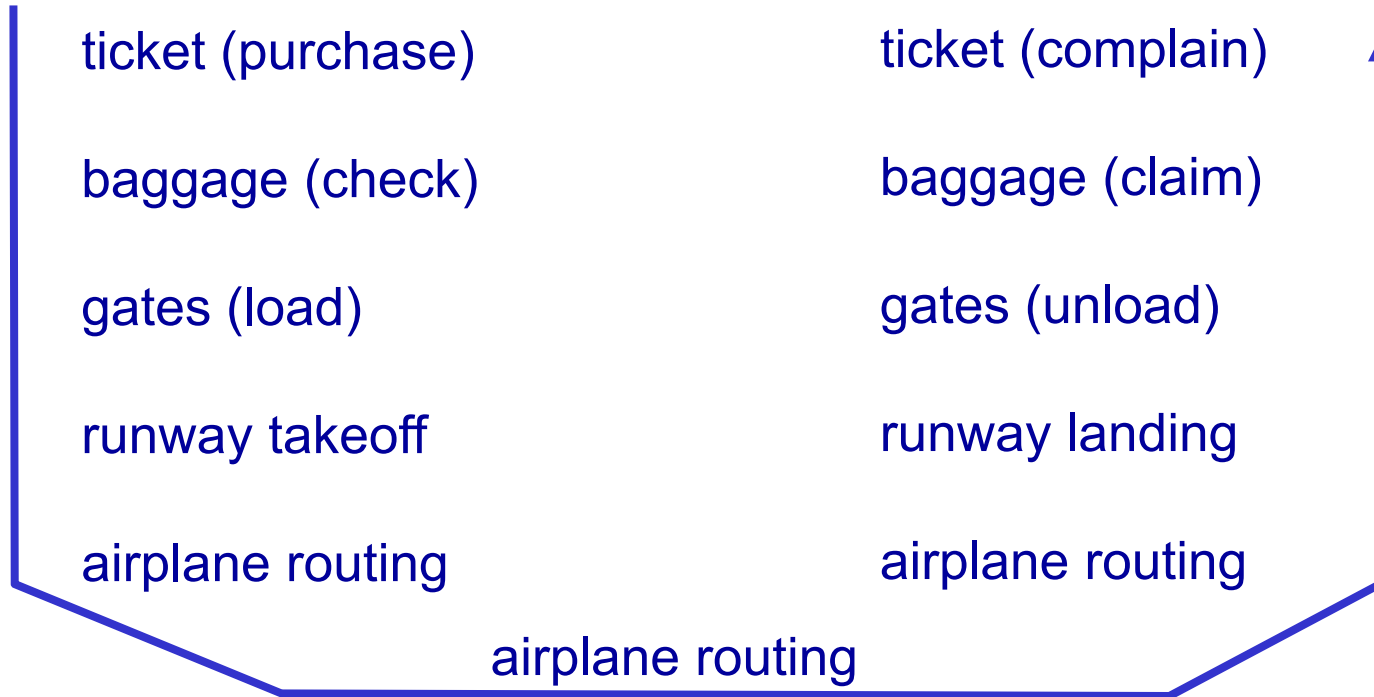 ticket (purchase)
baggage (check)
gates (load)
runway takeoff
airplane routing
ticket (complain)
baggage (claim)
gates (unload)
runway landing
airplane routing
airplane routing